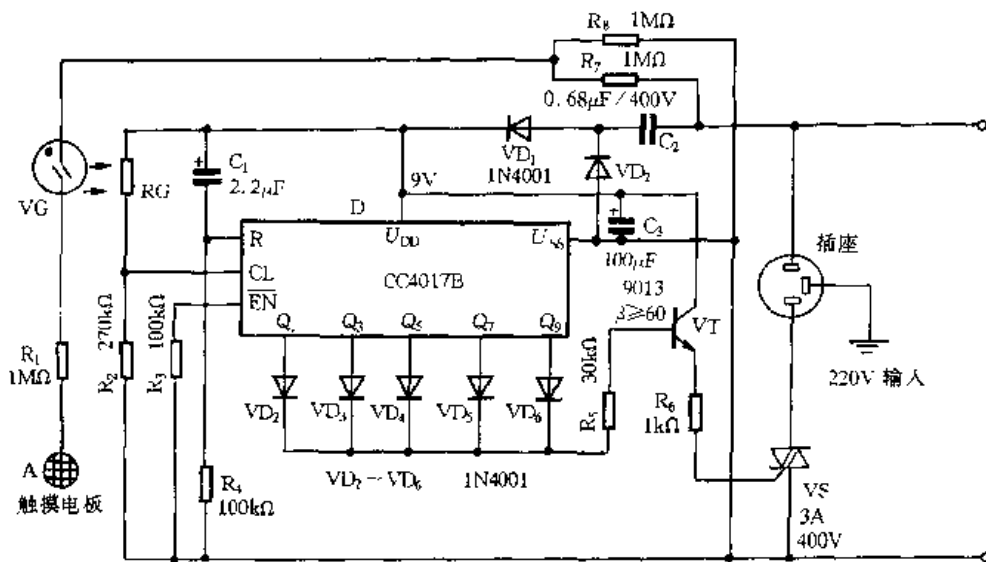 R₈ 1MΩ
R₇ 1MΩ
0.68μF/400V
C₂
VD₁
1N4001
VD₂
VG
RG
C₁
2.2μF
9V
D
U_DD
U_SS
C₃
100μF
R
CL
EN
CC4017B
Q₁ Q₃ Q₅ Q₇ Q₉
9013
β≥60
VT
插座
220V 输入
R₁
1MΩ
270kΩ
R₂
100kΩ
R₃
VD₂ VD₃ VD₄ VD₅ VD₆
30kΩ
R₅
R₆
1kΩ
A
触摸电板
R₄
100kΩ
VD₂~VD₆ 1N4001
VS
3A
400V